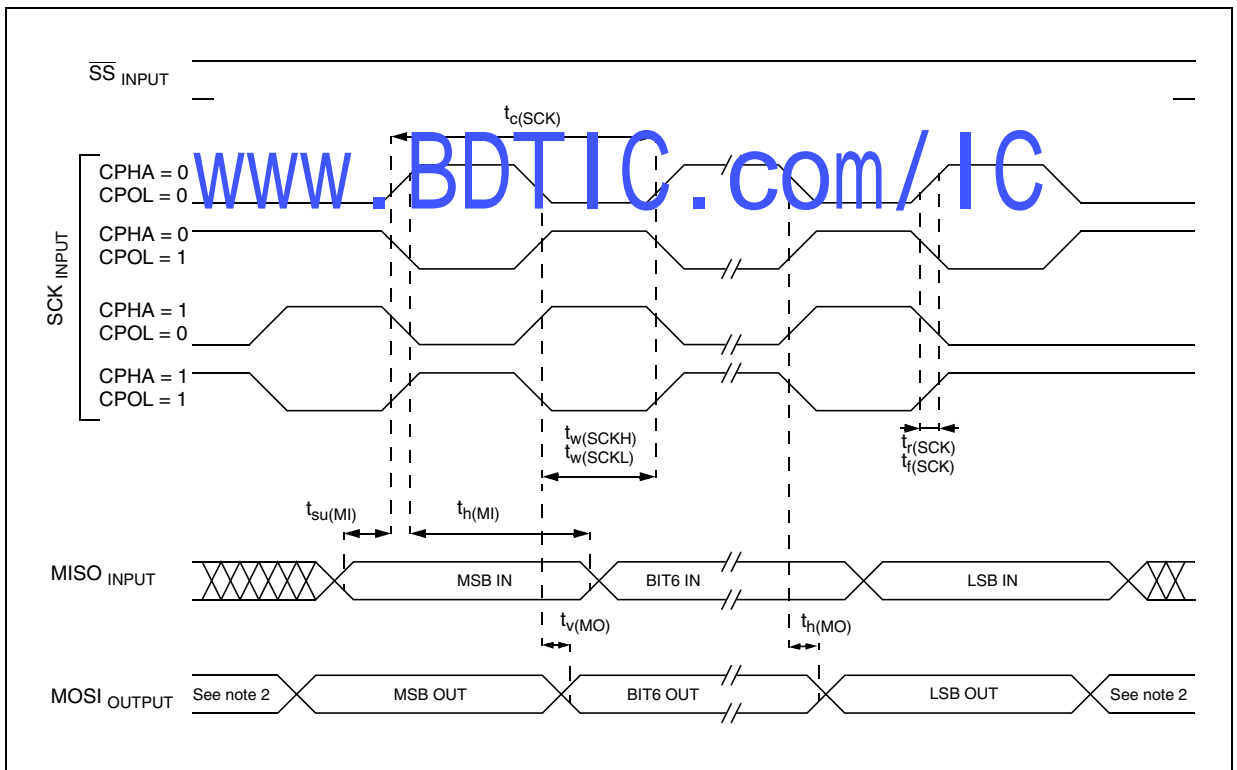 SS INPUT
tc(SCK)
www.BDTIC.com/IC
SCK INPUT
CPHA = 0
CPOL = 0
CPHA = 0
CPOL = 1
CPHA = 1
CPOL = 0
CPHA = 1
CPOL = 1
tw(SCKH)
tw(SCKL)
tr(SCK)
tf(SCK)
tsu(MI)
th(MI)
MISO INPUT
MSB IN
BIT6 IN
LSB IN
tv(MO)
th(MO)
MOSI OUTPUT
See note 2
MSB OUT
BIT6 OUT
LSB OUT
See note 2